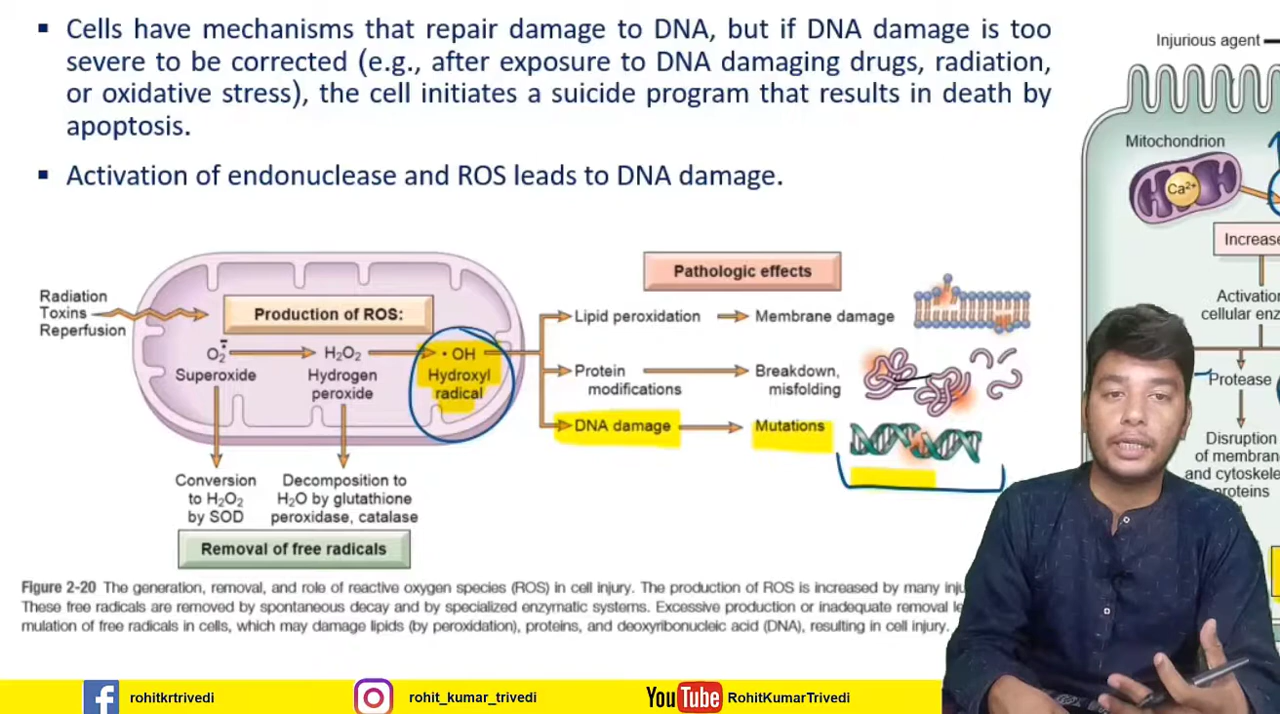 ▪ Cells have mechanisms that repair damage to DNA, but if DNA damage is too
severe to be corrected (e.g., after exposure to DNA damaging drugs, radiation,
or oxidative stress), the cell initiates a suicide program that results in death by
apoptosis.
▪ Activation of endonuclease and ROS leads to DNA damage.
Radiation
Toxins
Reperfusion
Production of ROS:
O₂̄
Superoxide
H₂O₂
Hydrogen
peroxide
• OH
Hydroxyl
radical
Conversion
to H₂O₂
by SOD
Decomposition to
H₂O by glutathione
peroxidase, catalase
Removal of free radicals
Pathologic effects
Lipid peroxidation
Membrane damage
Protein
modifications
Breakdown,
misfolding
DNA damage
Mutations
Figure 2-20 The generation, removal, and role of reactive oxygen species (ROS) in cell injury. The production of ROS is increased by many inju
These free radicals are removed by spontaneous decay and by specialized enzymatic systems. Excessive production or inadequate removal le
mulation of free radicals in cells, which may damage lipids (by peroxidation), proteins, and deoxyribonucleic acid (DNA), resulting in cell injury.
Injurious agent
Mitochondrion
Ca²⁺
Increase
Activation
cellular enz
Protease
Disruption
of membran
and cytoskele
proteins
f rohitkrtrivedi
rohit_kumar_trivedi
YouTube RohitKumarTrivedi